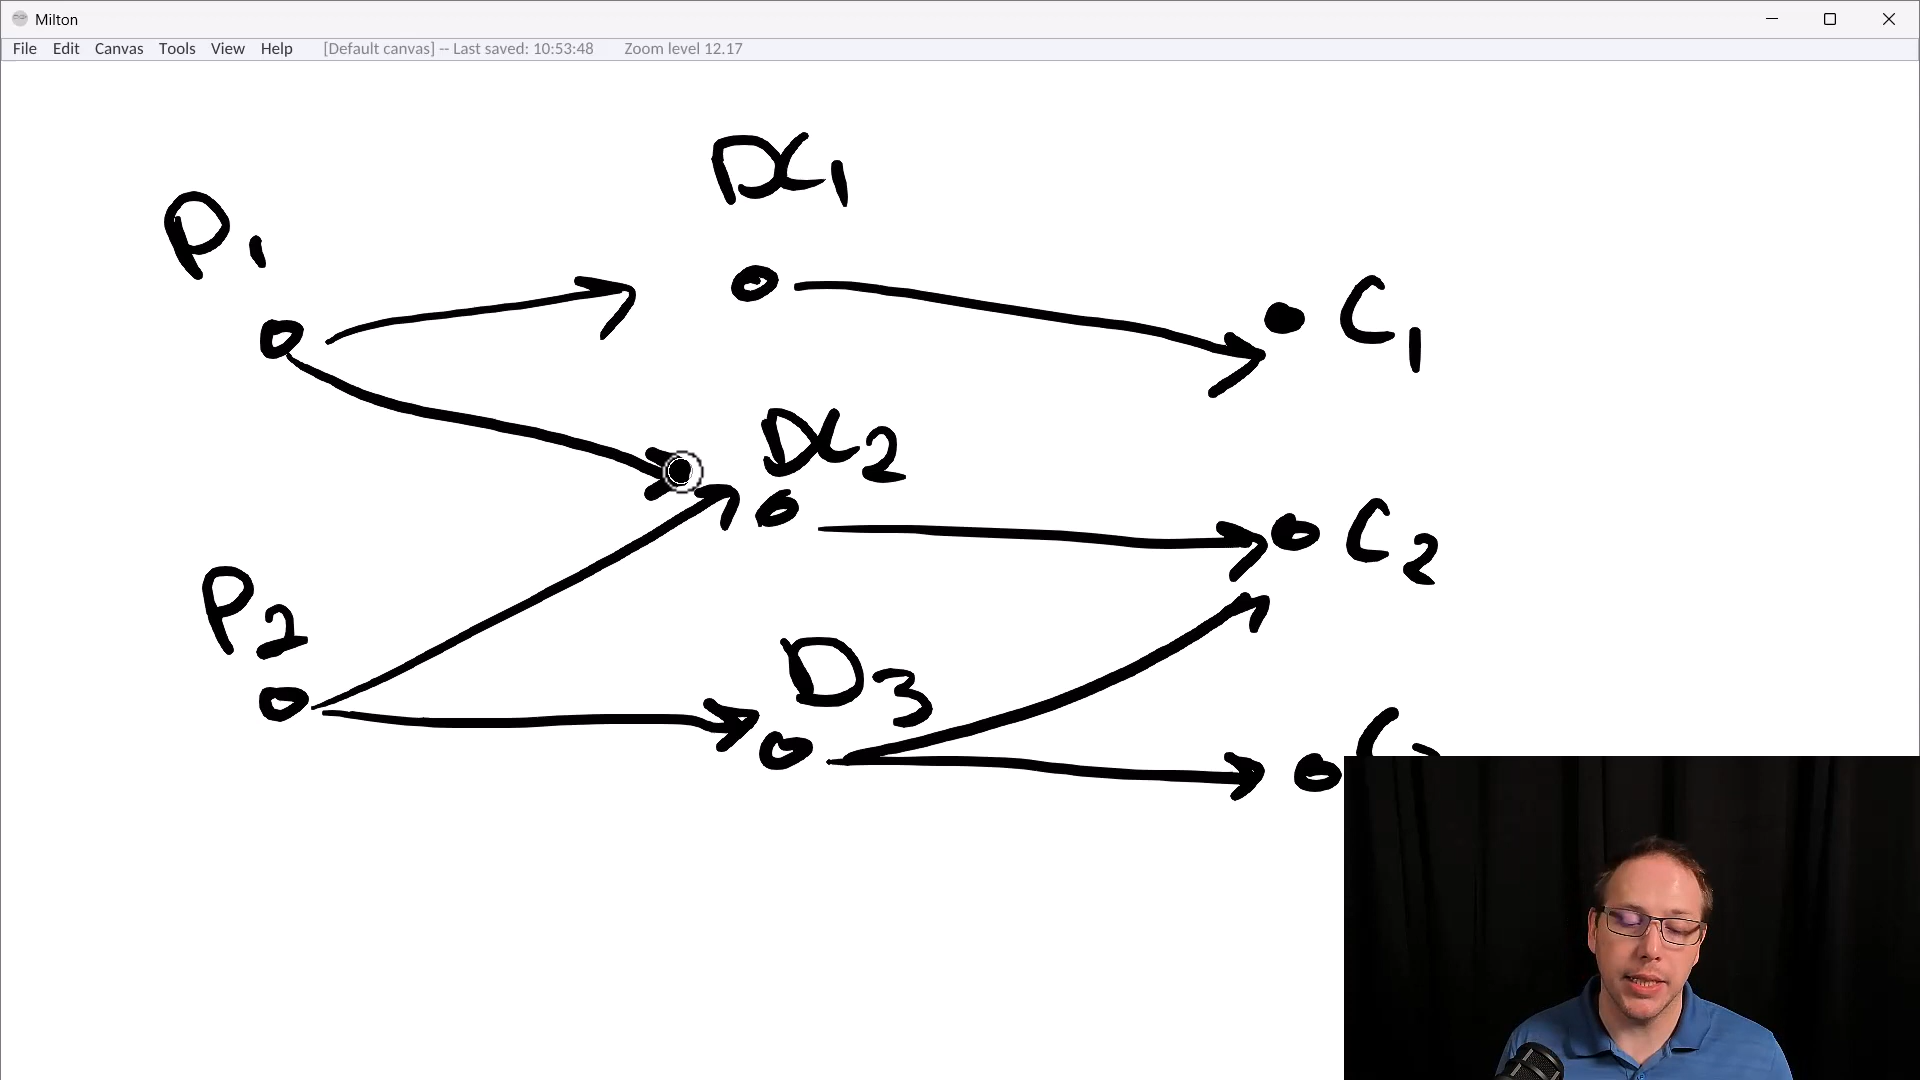 Milton
File Edit Canvas Tools View Help [Default canvas] -- Last saved: 10:53:48 Zoom level 12.17
DC1
P1
C1
DC2
C2
P2
D3